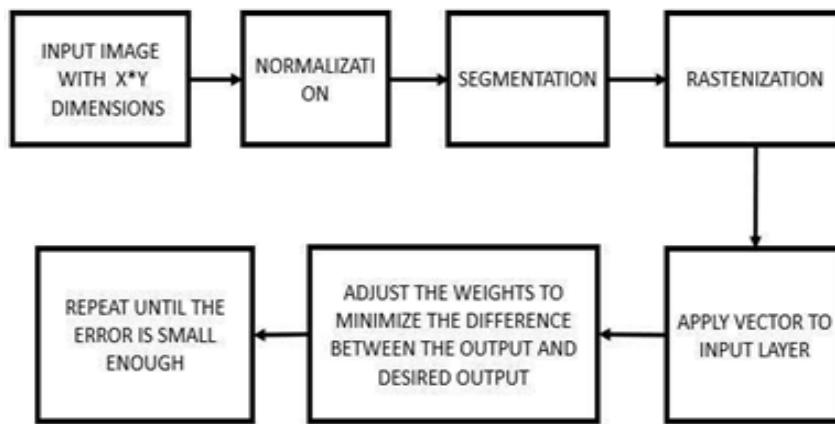 INPUT IMAGE
WITH X*Y
DIMENSIONS
NORMALIZATI
ON
SEGMENTATION
RASTENIZATION
APPLY VECTOR TO
INPUT LAYER
ADJUST THE WEIGHTS TO
MINIMIZE THE DIFFERENCE
BETWEEN THE OUTPUT AND
DESIRED OUTPUT
REPEAT UNTIL THE
ERROR IS SMALL
ENOUGH